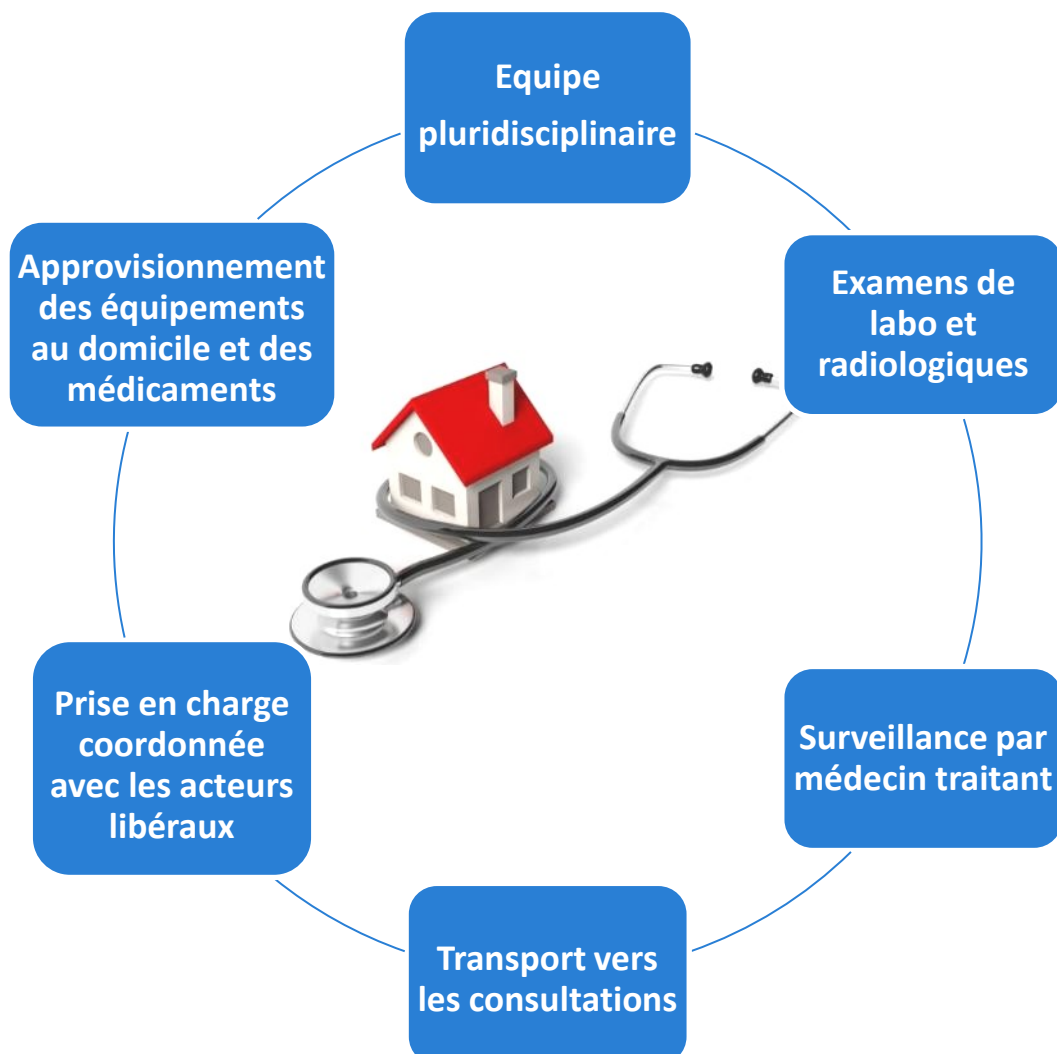 Equipe
pluridisciplinaire
Examens de
labo et
radiologiques
Surveillance par
médecin traitant
Transport vers
les consultations
Prise en charge
coordonnée
avec les acteurs
libéraux
Approvisionnement
des équipements
au domicile et des
médicaments